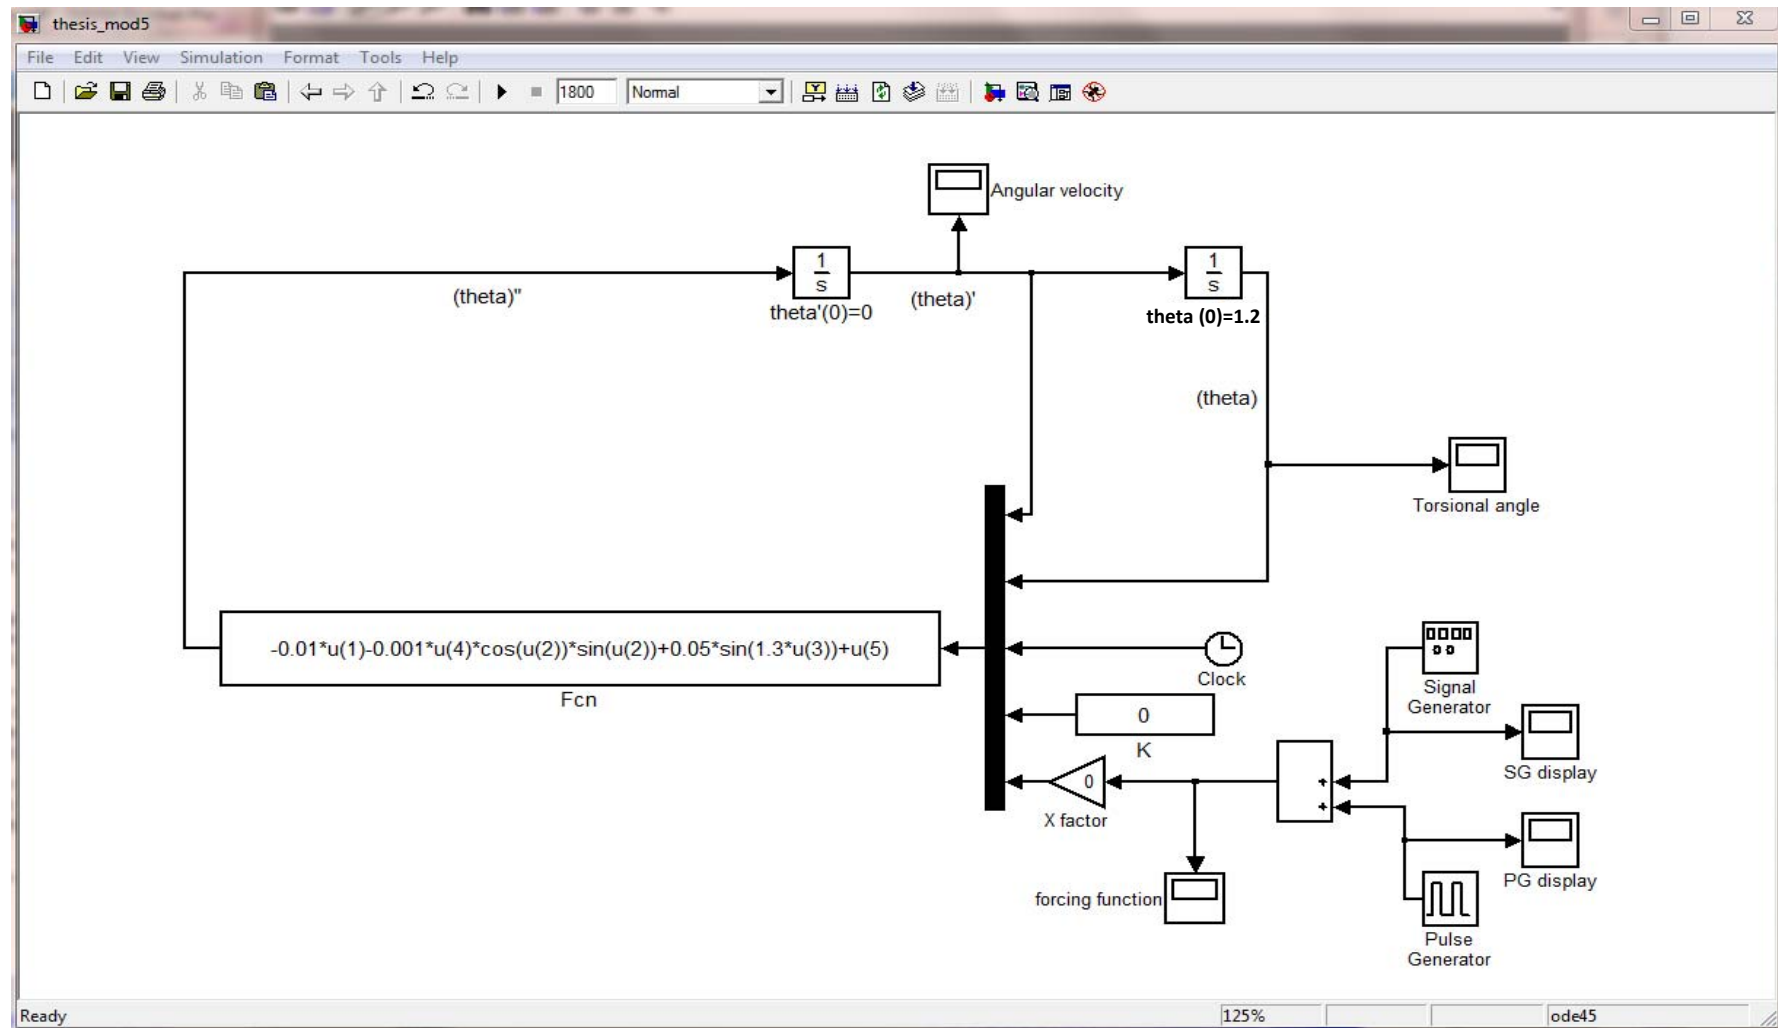 thesis_mod5
File Edit View Simulation Format Tools Help
1800 Normal
Angular velocity
1
s
1
s
(theta)"
theta'(0)=0
(theta)'
theta (0)=1.2
(theta)
Torsional angle
-0.01*u(1)-0.001*u(4)*cos(u(2))*sin(u(2))+0.05*sin(1.3*u(3))+u(5)
Fcn
Clock
Signal
Generator
0
K
SG display
+
+
0
X factor
PG display
forcing function
Pulse
Generator
Ready 125% ode45